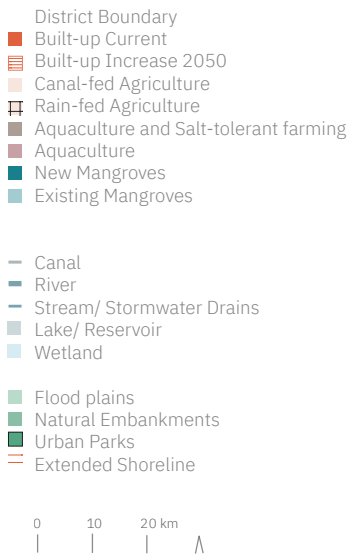 District Boundary
Built-up Current
Built-up Increase 2050
Canal-fed Agriculture
Rain-fed Agriculture
Aquaculture and Salt-tolerant farming
Aquaculture
New Mangroves
Existing Mangroves
Canal
River
Stream/ Stormwater Drains
Lake/ Reservoir
Wetland
Flood plains
Natural Embankments
Urban Parks
Extended Shoreline
0 10 20 km